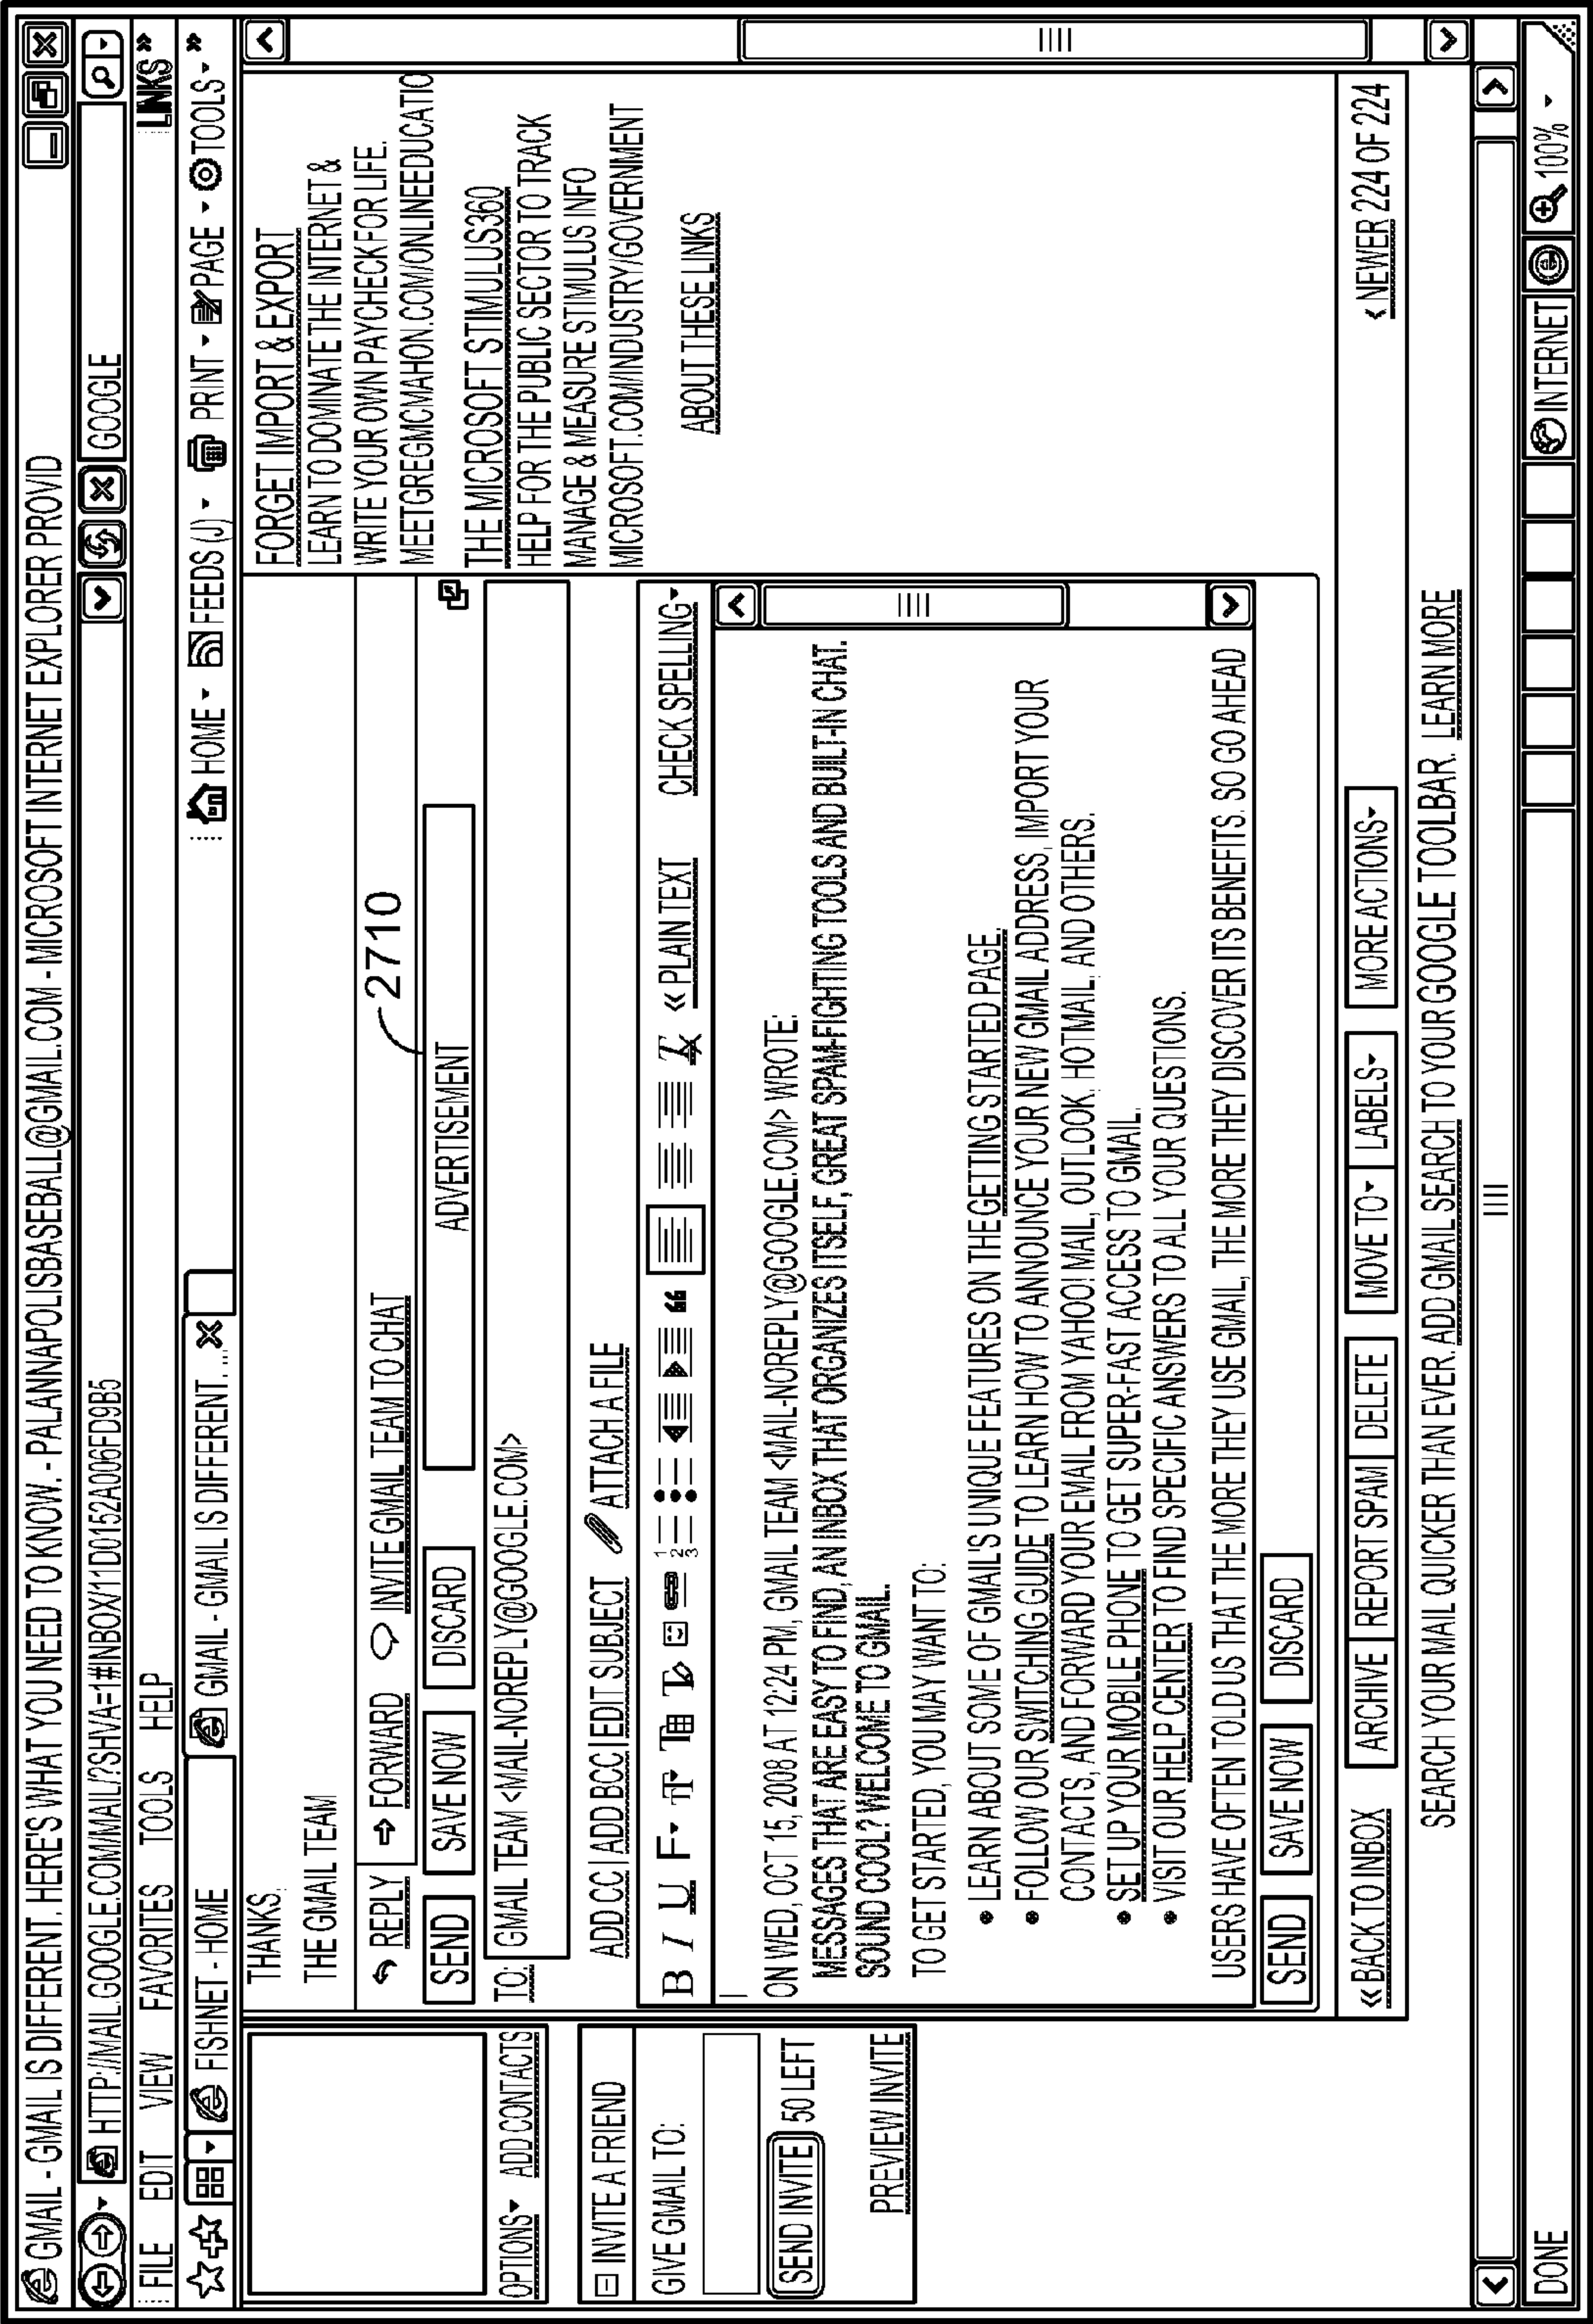 GMAIL - GMAIL IS DIFFERENT. HERE'S WHAT YOU NEED TO KNOW. - PALANNAPOLISBASEBALL@GMAIL.COM - MICROSOFT INTERNET EXPLORER PROVID
HTTP://MAIL.GOOGLE.COM/MAIL/?SHVA=1#INBOX/11D0152A006FD9B5
GOOGLE
FILE EDIT VIEW FAVORITES TOOLS HELP
LINKS
FISHNET - HOME
GMAIL - GMAIL IS DIFFERENT. ...
HOME FEEDS (J) PRINT PAGE TOOLS
THANKS,
THE GMAIL TEAM
REPLY FORWARD INVITE GMAIL TEAM TO CHAT
2710
SEND SAVE NOW DISCARD
ADVERTISEMENT
TO: GMAIL TEAM <MAIL-NOREPLY@GOOGLE.COM>
ADD CC | ADD BCC | EDIT SUBJECT ATTACH A FILE
B I U F T T T 1 2 3 “ T « PLAIN TEXT CHECK SPELLING
ON WED, OCT 15, 2008 AT 12:24 PM, GMAIL TEAM <MAIL-NOREPLY@GOOGLE.COM> WROTE:
MESSAGES THAT ARE EASY TO FIND, AN INBOX THAT ORGANIZES ITSELF, GREAT SPAM-FIGHTING TOOLS AND BUILT-IN CHAT.
SOUND COOL? WELCOME TO GMAIL.
TO GET STARTED, YOU MAY WANT TO:
• LEARN ABOUT SOME OF GMAIL'S UNIQUE FEATURES ON THE GETTING STARTED PAGE.
• FOLLOW OUR SWITCHING GUIDE TO LEARN HOW TO ANNOUNCE YOUR NEW GMAIL ADDRESS, IMPORT YOUR
CONTACTS, AND FORWARD YOUR EMAIL FROM YAHOO! MAIL, OUTLOOK, HOTMAIL, AND OTHERS.
• SET UP YOUR MOBILE PHONE TO GET SUPER-FAST ACCESS TO GMAIL.
• VISIT OUR HELP CENTER TO FIND SPECIFIC ANSWERS TO ALL YOUR QUESTIONS.
USERS HAVE OFTEN TOLD US THAT THE MORE THEY USE GMAIL, THE MORE THEY DISCOVER ITS BENEFITS. SO GO AHEAD
SEND SAVE NOW DISCARD
FORGET IMPORT & EXPORT
LEARN TO DOMINATE THE INTERNET &
WRITE YOUR OWN PAYCHECK FOR LIFE.
MEETGREGMCMAHON.COM/ONLINEEDUCATIO
THE MICROSOFT STIMULUS360
HELP FOR THE PUBLIC SECTOR TO TRACK
MANAGE & MEASURE STIMULUS INFO
MICROSOFT.COM/INDUSTRY/GOVERNMENT
ABOUT THESE LINKS
OPTIONS ADD CONTACTS
INVITE A FRIEND
GIVE GMAIL TO:
SEND INVITE 50 LEFT
PREVIEW INVITE
« BACK TO INBOX ARCHIVE REPORT SPAM DELETE MOVE TO LABELS MORE ACTIONS
< NEWER 224 OF 224
SEARCH YOUR MAIL QUICKER THAN EVER. ADD GMAIL SEARCH TO YOUR GOOGLE TOOLBAR. LEARN MORE
DONE
INTERNET
100%